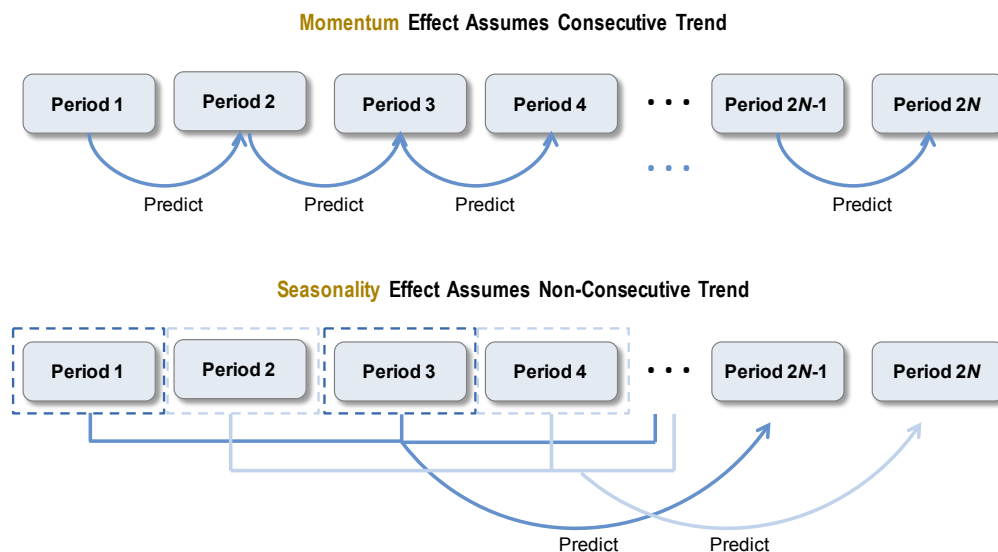 Momentum Effect Assumes Consecutive Trend
Period 1
Period 2
Period 3
Period 4
...
Period 2N-1
Period 2N
...
Predict
Predict
Predict
Predict
Seasonality Effect Assumes Non-Consecutive Trend
Period 1
Period 2
Period 3
Period 4
...
Period 2N-1
Period 2N
Predict
Predict